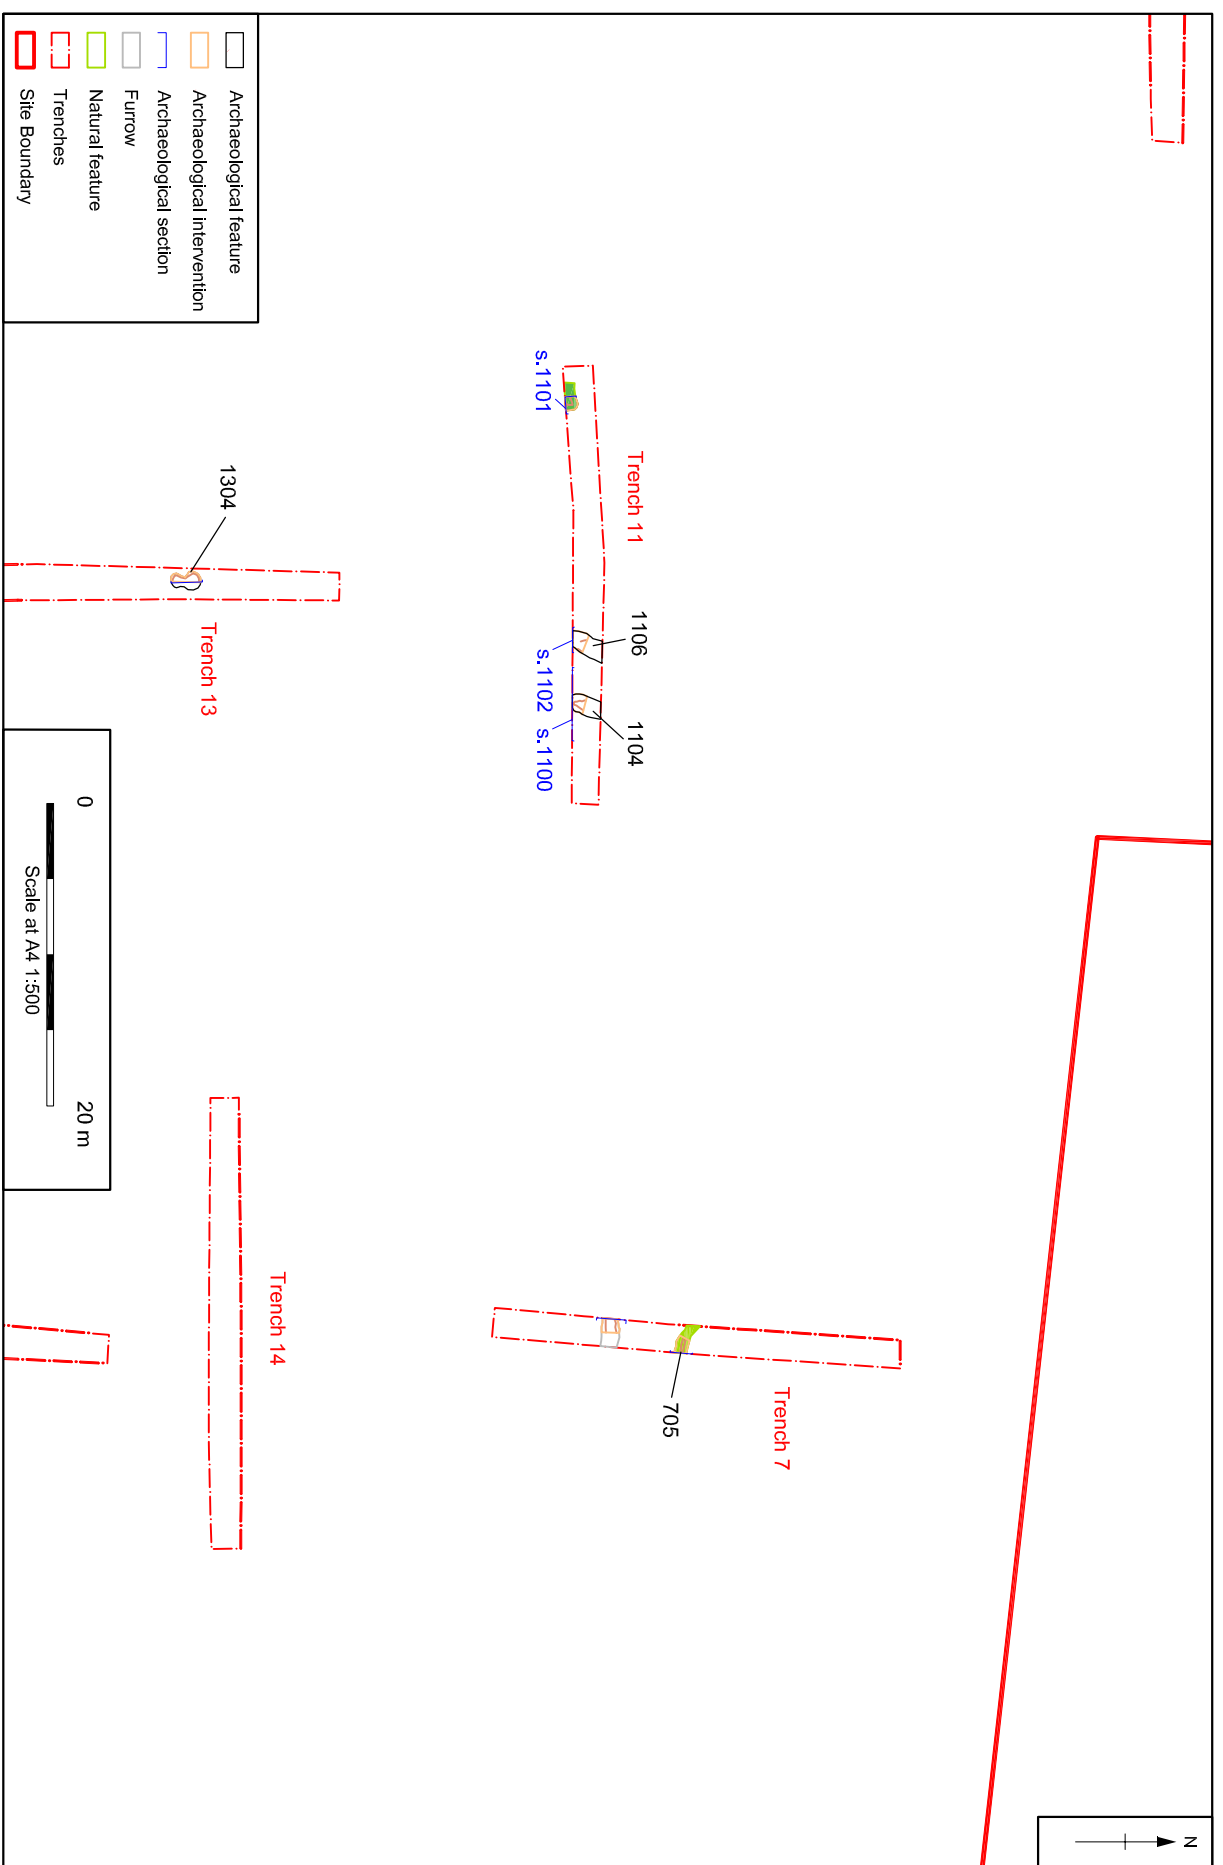 N
Trench 11
1106
1104
s.1101
s.1102
s.1100
Trench 7
705
1304
Trench 13
Trench 14
Archaeological feature
Archaeological intervention
Archaeological section
Furrow
Natural feature
Trenches
Site Boundary
0
20 m
Scale at A4 1:500